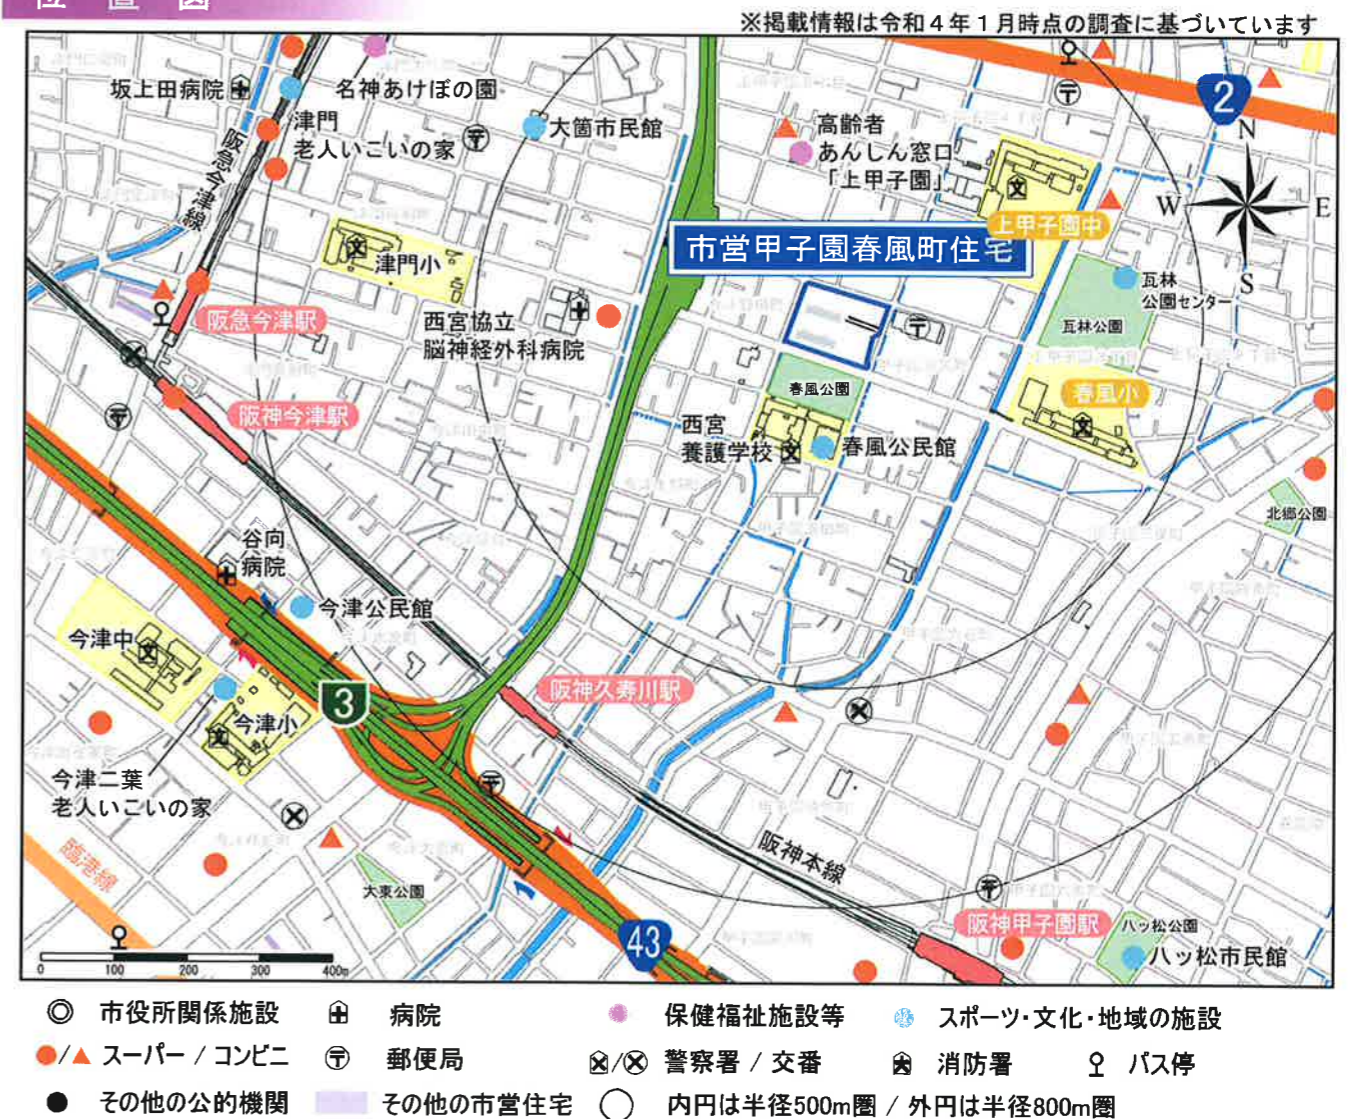 位置図
※掲載情報は令和４年１月時点の調査に基づいています
坂上田病院
名神あけぼの園
津門
老人いこいの家
大箇市民館
高齢者
あんしん窓口
「上甲子園」
2
N
W
E
S
阪急今津線
上甲子園中
市営甲子園春風町住宅
津門小
瓦林
公園センター
瓦林公園
阪急今津駅
西宮協立
脳神経外科病院
阪神今津駅
春風公園
春風小
西宮
養護学校
春風公民館
北郷公園
谷向
病院
今津公民館
今津中
阪神久寿川駅
3
今津小
今津二葉
老人いこいの家
臨港線
大東公園
阪神本線
43
阪神甲子園駅
八ッ松公園
八ッ松市民館
0 100 200 300 400m
市役所関係施設
病院
保健福祉施設等
スポーツ・文化・地域の施設
スーパー / コンビニ
郵便局
警察署 / 交番
消防署
バス停
その他の公的機関
その他の市営住宅
内円は半径500m圏 / 外円は半径800m圏